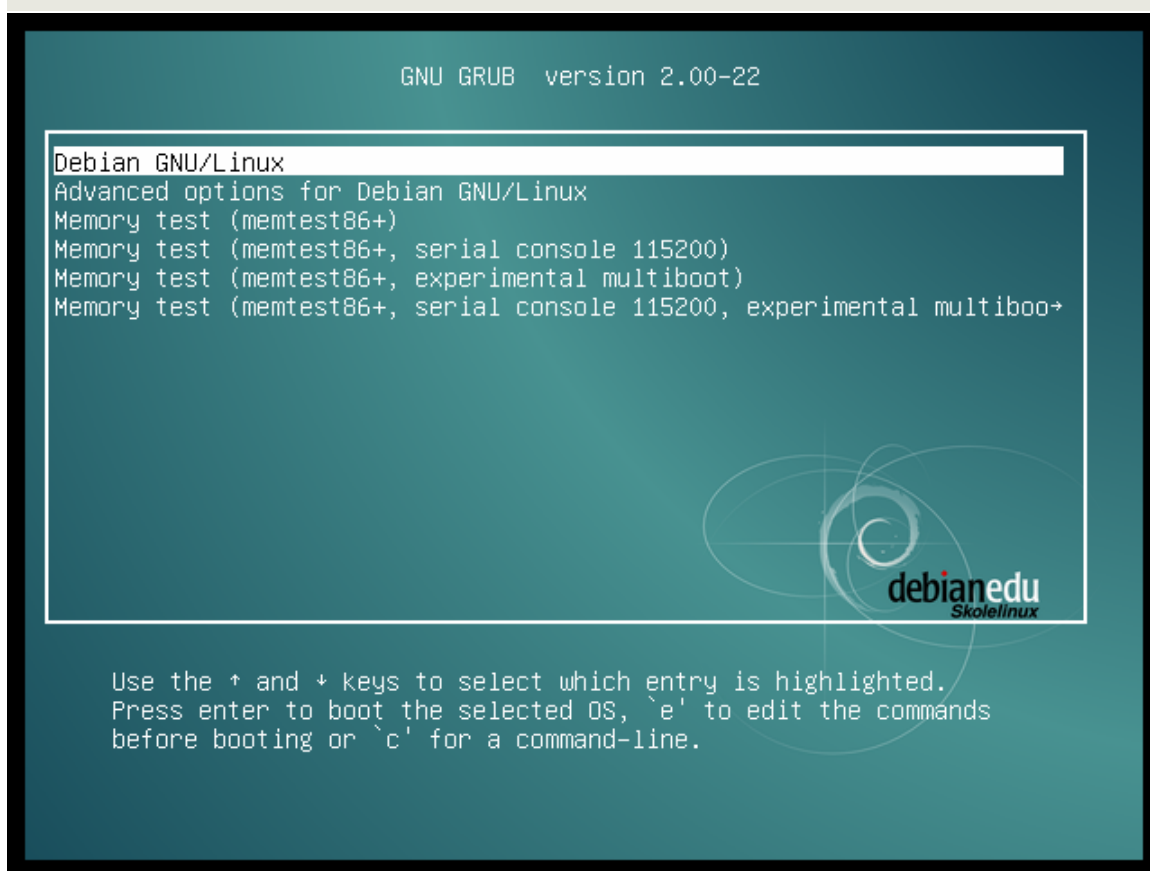 GNU GRUB version 2.00-22
Debian GNU/Linux
Advanced options for Debian GNU/Linux
Memory test (memtest86+)
Memory test (memtest86+, serial console 115200)
Memory test (memtest86+, experimental multiboot)
Memory test (memtest86+, serial console 115200, experimental multiboo→
debianedu
Skolelinux
Use the ↑ and ↓ keys to select which entry is highlighted.
Press enter to boot the selected OS, `e' to edit the commands
before booting or `c' for a command-line.